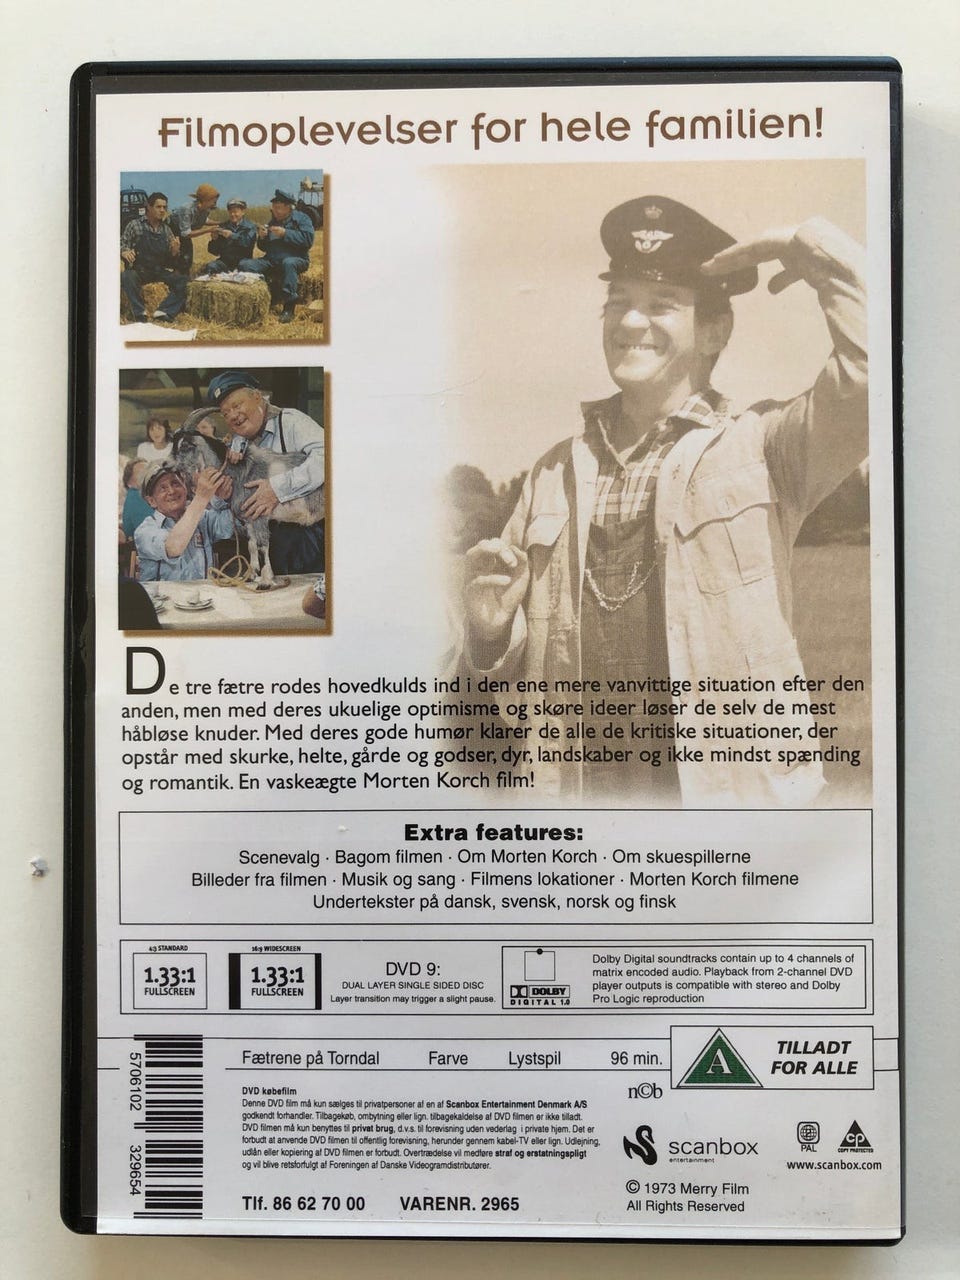 Filmoplevelser for hele familien!
De tre fætre rodes hovedkulds ind i den ene mere vanvittige situation efter den
anden, men med deres ukuelige optimisme og skøre ideer løser de selv de mest
håbløse knuder. Med deres gode humør klarer de alle de kritiske situationer, der
opstår med skurke, helte, gårde og godser, dyr, landskaber og ikke mindst spænding
og romantik. En vaskeægte Morten Korch film!
Extra features:
Scenevalg · Bagom filmen · Om Morten Korch · Om skuespillerne
Billeder fra filmen · Musik og sang · Filmens lokationer · Morten Korch filmene
Undertekster på dansk, svensk, norsk og finsk
4:3 STANDARD
1.33:1
FULLSCREEN
16:9 WIDESCREEN
1.33:1
FULLSCREEN
DVD 9:
DUAL LAYER SINGLE SIDED DISC
Layer transition may trigger a slight pause.
DOLBY
DIGITAL 1.0
Dolby Digital soundtracks contain up to 4 channels of
matrix encoded audio. Playback from 2-channel DVD
player outputs is compatible with stereo and Dolby
Pro Logic reproduction
5706102 329654
Fætrene på Torndal Farve Lystspil 96 min.
A
TILLADT
FOR ALLE
DVD købefilm
Denne DVD film må kun sælges til privatpersoner af en af Scanbox Entertainment Denmark A/S
godkendt forhandler. Tilbagekøb, ombytning eller lign. tilbagekaldelse af DVD filmen er ikke tilladt.
DVD filmen må kun benyttes til privat brug, d.v.s. til forevisning uden vederlag i private hjem. Det er
forbudt at anvende DVD filmen til offentlig forevisning, herunder gennem kabel-TV eller lign. Udlejning,
udlån eller kopiering af DVD filmen er forbudt. Overtrædelse vil medføre straf og erstatningspligt
og vil blive retsforfulgt af Foreningen af Danske Videogramdistributører.
Tlf. 86 62 70 00 VARENR. 2965
n©b
scanbox
entertainment
PAL
CP
COPY PROTECTED
www.scanbox.com
© 1973 Merry Film
All Rights Reserved